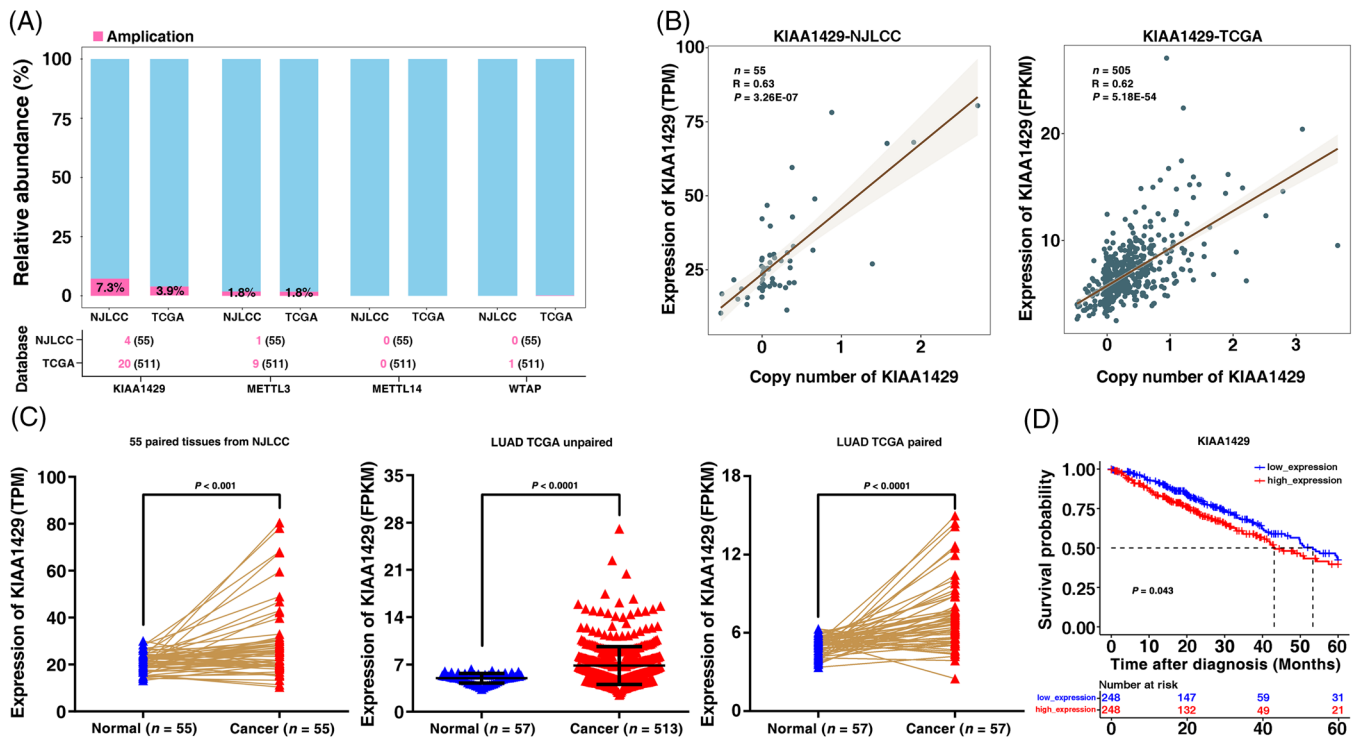 (A)
Amplication
Relative abundance (%)
100
75
50
25
0
7.3%
3.9%
1.8%
1.8%
NJLCC TCGA NJLCC TCGA NJLCC TCGA NJLCC TCGA
Database
NJLCC 4 (55) 1 (55) 0 (55) 0 (55)
TCGA 20 (511) 9 (511) 0 (511) 1 (511)
KIAA1429 METTL3 METTL14 WTAP
(B)
KIAA1429-NJLCC
n = 55
R = 0.63
P = 3.26E-07
Expression of KIAA1429 (TPM)
100
75
50
25
0 1 2
Copy number of KIAA1429
KIAA1429-TCGA
n = 505
R = 0.62
P = 5.18E-54
Expression of KIAA1429 (FPKM)
20
10
0 1 2 3
Copy number of KIAA1429
(C)
55 paired tissues from NJLCC
P < 0.001
Expression of KIAA1429 (TPM)
100
80
60
40
20
0
Normal (n = 55) Cancer (n = 55)
LUAD TCGA unpaired
P < 0.0001
Expression of KIAA1429 (FPKM)
35
28
21
14
7
0
Normal (n = 57) Cancer (n = 513)
LUAD TCGA paired
P < 0.0001
Expression of KIAA1429 (FPKM)
18
12
6
0
Normal (n = 57) Cancer (n = 57)
(D)
KIAA1429
low_expression
high_expression
Survival probability
1.00
0.75
0.50
0.25
0.00
P = 0.043
0 10 20 30 40 50 60
Time after diagnosis (Months)
Number at risk
low_expression 248 147 59 31
high_expression 248 132 49 21
0 20 40 60